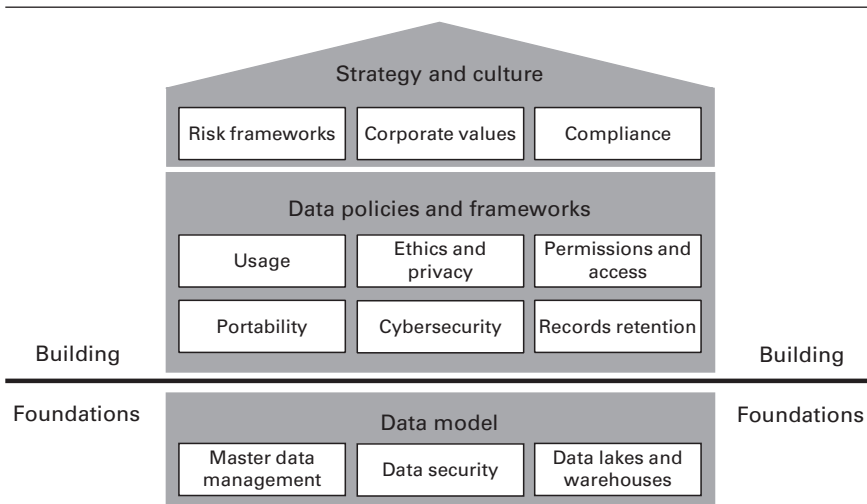 Strategy and culture
Risk frameworks
Corporate values
Compliance
Data policies and frameworks
Usage
Ethics and
privacy
Permissions and
access
Portability
Cybersecurity
Records retention
Building
Building
Foundations
Foundations
Data model
Master data
management
Data security
Data lakes and
warehouses